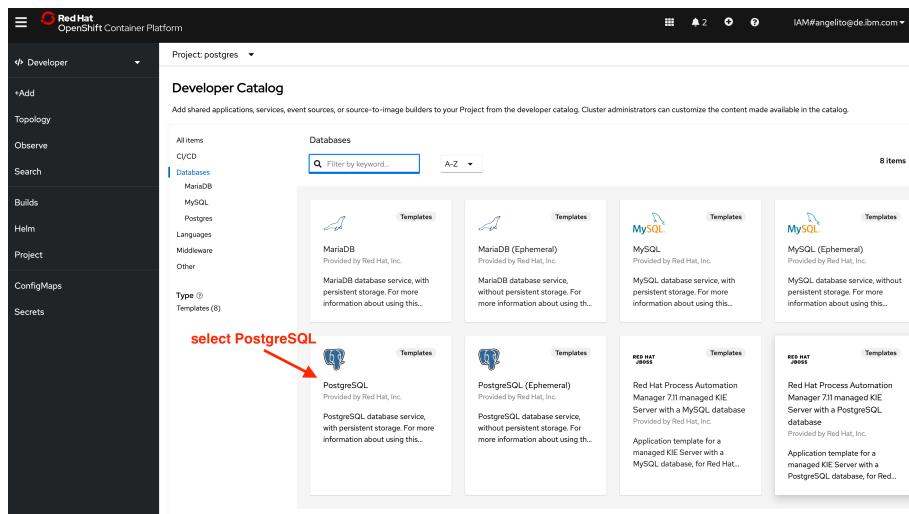 Red Hat
OpenShift Container Platform
2
IAM#angelito@de.ibm.com
Developer
+Add
Topology
Observe
Search
Builds
Helm
Project
ConfigMaps
Secrets
Project: postgres
Developer Catalog
Add shared applications, services, event sources, or source-to-image builders to your Project from the developer catalog. Cluster administrators can customize the content made available in the catalog.
All items
CI/CD
Databases
MariaDB
MySQL
Postgres
Languages
Middleware
Other
Type
Templates (8)
Databases
Filter by keyword...
A-Z
8 items
Templates
MariaDB
Provided by Red Hat, Inc.
MariaDB database service, with
persistent storage. For more
information about using this...
Templates
MariaDB (Ephemeral)
Provided by Red Hat, Inc.
MariaDB database service,
without persistent storage. For
more information about using th...
MySQL
Templates
MySQL
Provided by Red Hat, Inc.
MySQL database service, with
persistent storage. For more
information about using this...
MySQL
Templates
MySQL (Ephemeral)
Provided by Red Hat, Inc.
MySQL database service, without
persistent storage. For more
information about using this...
select PostgreSQL
Templates
PostgreSQL
Provided by Red Hat, Inc.
PostgreSQL database service,
with persistent storage. For more
information about using this...
Templates
PostgreSQL (Ephemeral)
Provided by Red Hat, Inc.
PostgreSQL database service,
without persistent storage. For
more information about using th...
RED HAT
JBOSS
Templates
Red Hat Process Automation
Manager 7.11 managed KIE
Server with a MySQL database
Provided by Red Hat, Inc.
Application template for a
managed KIE Server with a
MySQL database, for Red Hat...
RED HAT
JBOSS
Templates
Red Hat Process Automation
Manager 7.11 managed KIE
Server with a PostgreSQL
database
Provided by Red Hat, Inc.
Application template for a
managed KIE Server with a
PostgreSQL database, for Red...